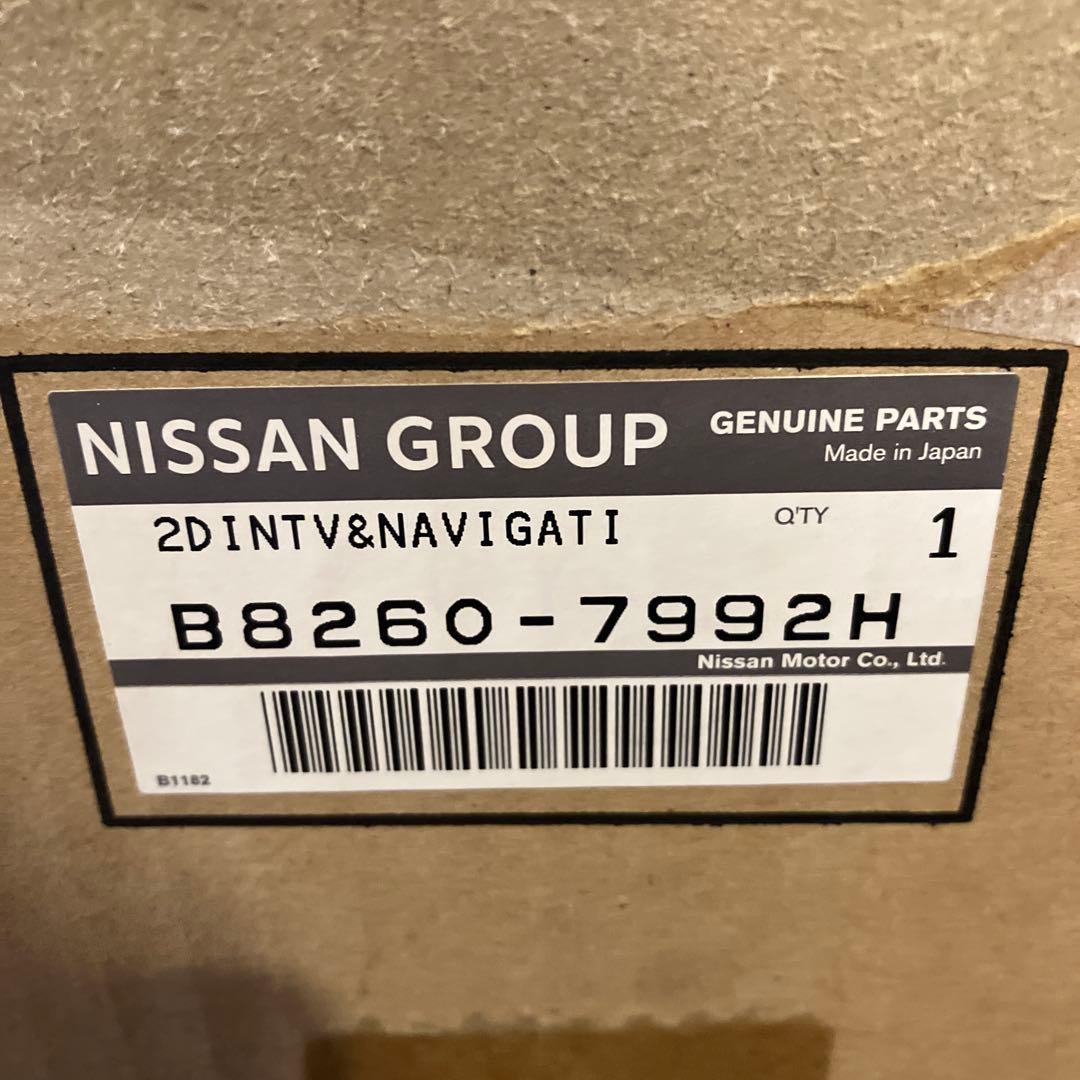 NISSAN GROUP
GENUINE PARTS
Made in Japan
2DINTV&NAVIGATI
Q'TY 1
B8260-7992H
Nissan Motor Co., Ltd.
B1182